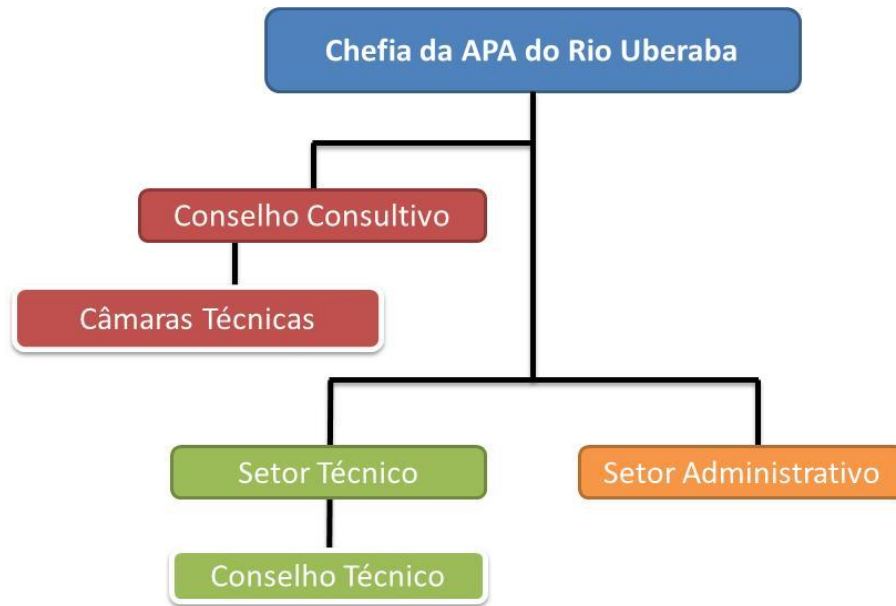 Chefia da APA do Rio Uberaba
Conselho Consultivo
Câmaras Técnicas
Setor Técnico
Setor Administrativo
Conselho Técnico